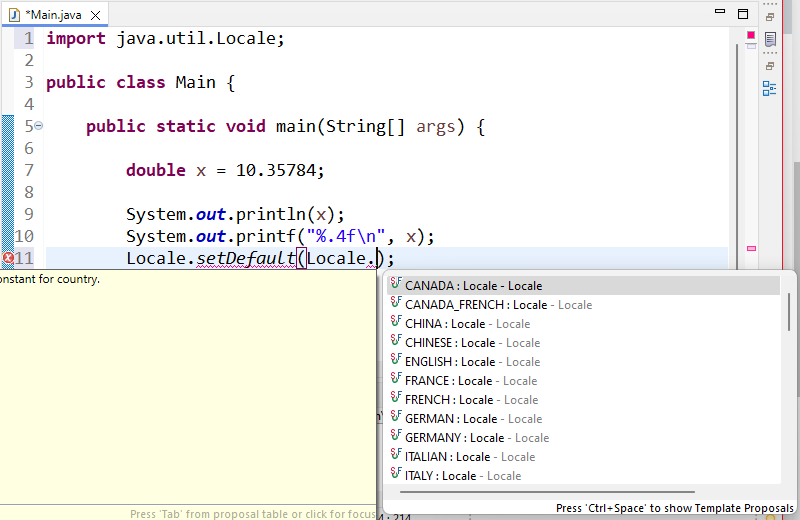 *Main.java
1 import java.util.Locale;
2
3 public class Main {
4
5 public static void main(String[] args) {
6
7 double x = 10.35784;
8
9 System.out.println(x);
10 System.out.printf("%.4f\n", x);
11 Locale.setDefault(Locale.);
onstant for country.
CANADA : Locale - Locale
CANADA_FRENCH : Locale - Locale
CHINA : Locale - Locale
CHINESE : Locale - Locale
ENGLISH : Locale - Locale
FRANCE : Locale - Locale
FRENCH : Locale - Locale
GERMAN : Locale - Locale
GERMANY : Locale - Locale
ITALIAN : Locale - Locale
ITALY : Locale - Locale
Press 'Tab' from proposal table or click for focus
Press 'Ctrl+Space' to show Template Proposals
: 214